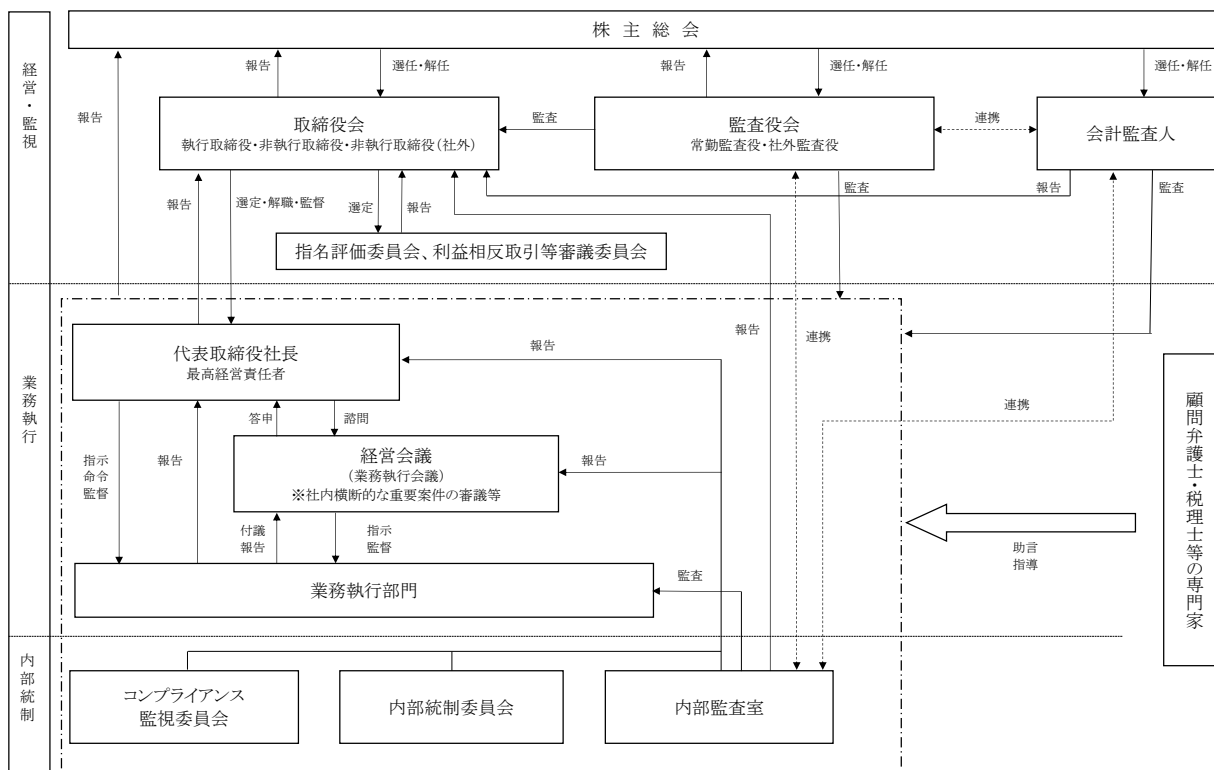 株主総会
経営・監視
報告
報告
選任・解任
報告
選任・解任
選任・解任
取締役会
執行取締役・非執行取締役・非執行取締役(社外)
監査
監査役会
常勤監査役・社外監査役
連携
会計監査人
報告
選定・解職・監督
選定
報告
監査
報告
監査
指名評価委員会、利益相反取引等審議委員会
業務執行
代表取締役社長
最高経営責任者
報告
報告
連携
答申
諮問
連携
指示
命令
監督
報告
経営会議
(業務執行会議)
※社内横断的な重要案件の審議等
報告
付議
報告
指示
監督
助言
指導
顧問弁護士・税理士等の専門家
業務執行部門
監査
内部統制
コンプライアンス
監視委員会
内部統制委員会
内部監査室